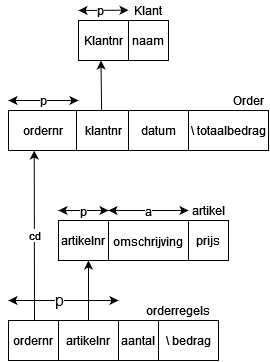 p Klant
Klantnr naam
p Order
ordernr klantnr datum \ totaalbedrag
cd
p a artikel
artikelnr omschrijving prijs
p orderregels
ordernr artikelnr aantal \ bedrag